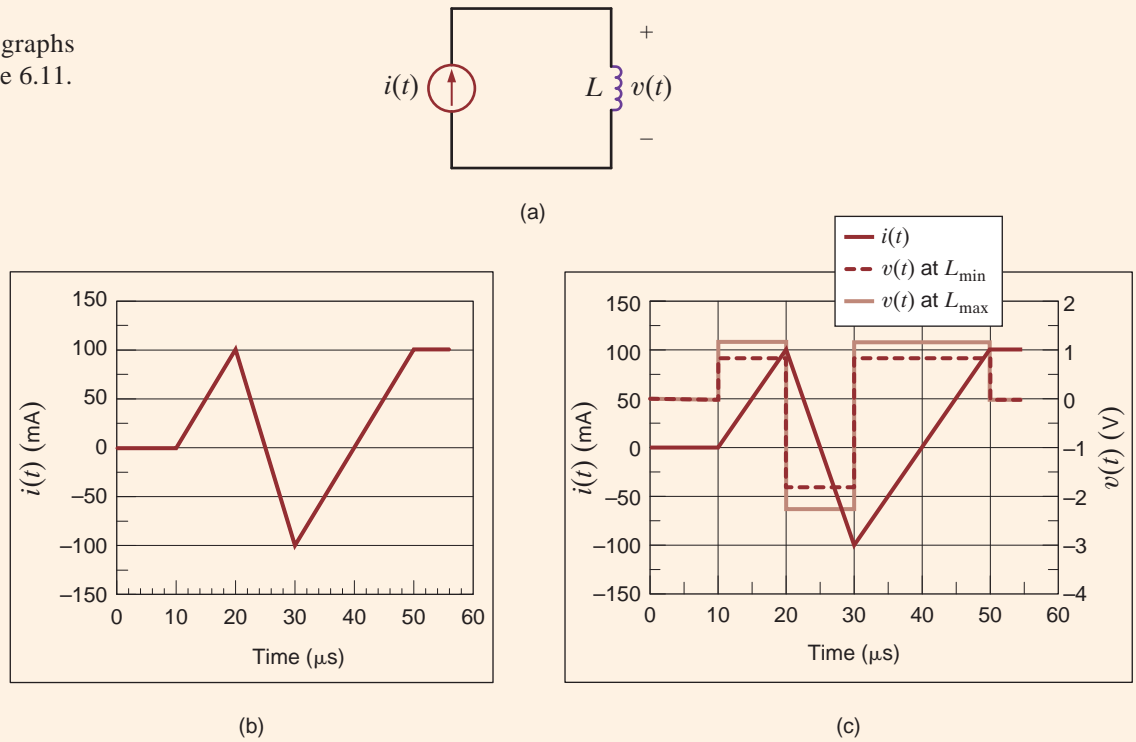 graphs
e 6.11.
i(t)
L
+
v(t)
–
(a)
i(t)
v(t) at Lmin
v(t) at Lmax
150
100
50
0
–50
–100
–150
i(t) (mA)
0 10 20 30 40 50 60
Time (μs)
(b)
150
100
50
0
–50
–100
–150
i(t) (mA)
2
1
0
–1
–2
–3
–4
v(t) (V)
0 10 20 30 40 50 60
Time (μs)
(c)